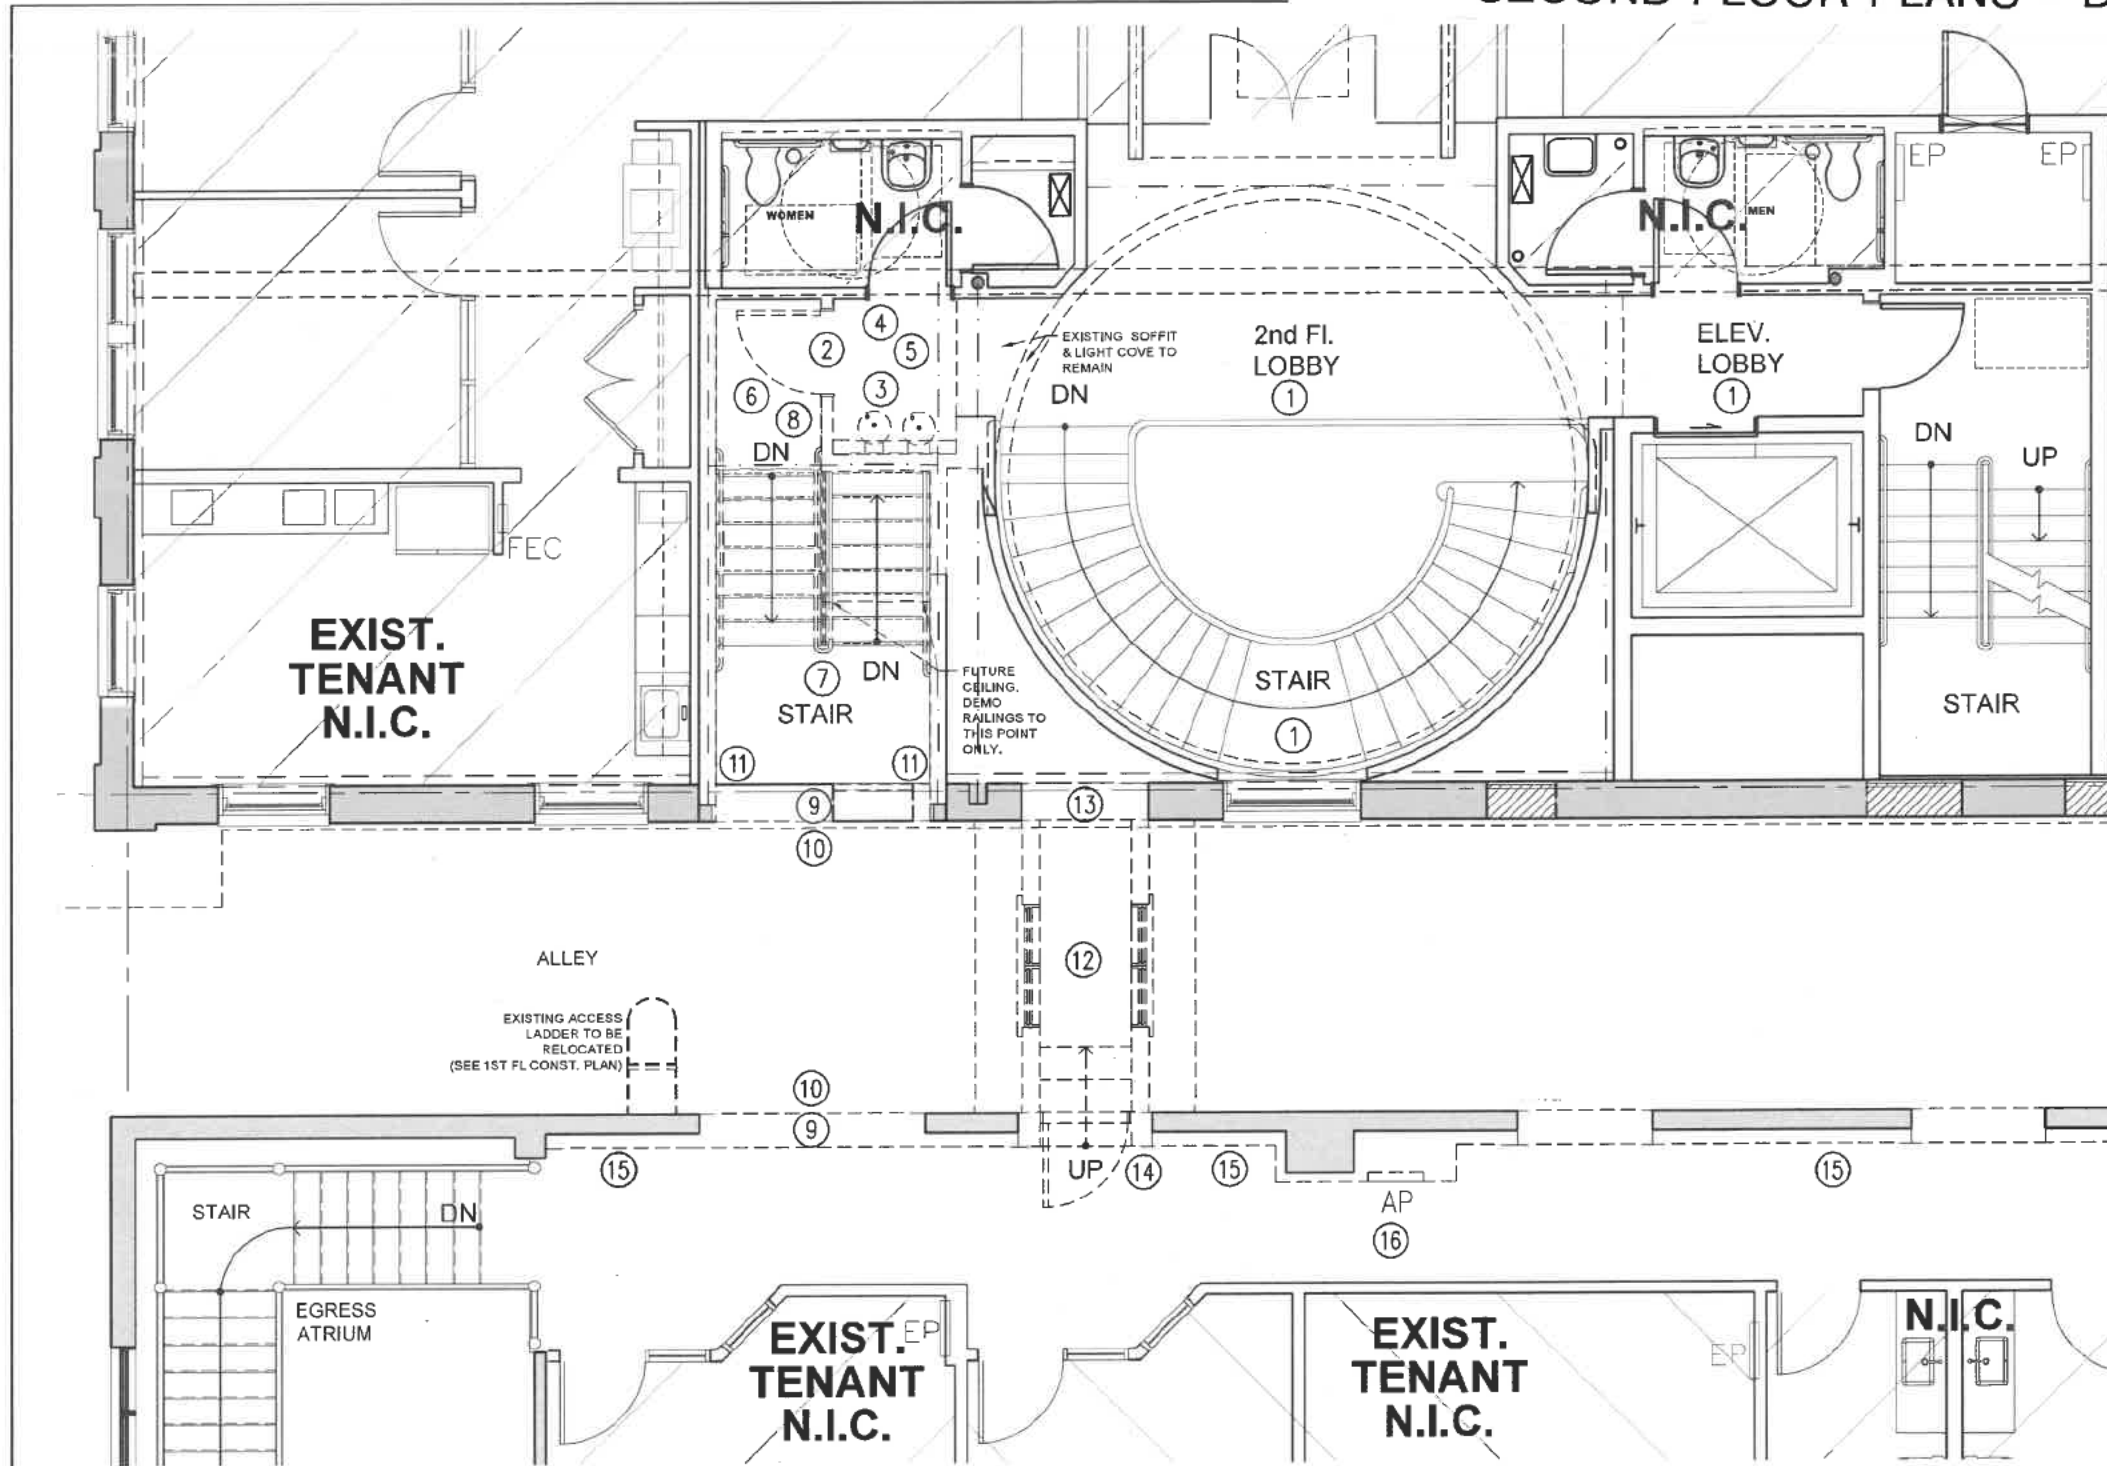 SECOND FLOOR PLANS
EP
EP
WOMEN
N.I.C.
N.I.C.
MEN
4
2
5
EXISTING SOFFIT
& LIGHT COVE TO
REMAIN
2nd Fl.
LOBBY
1
ELEV.
LOBBY
1
6
3
8
DN
DN
DN
UP
FEC
EXIST.
TENANT
N.I.C.
7
DN
STAIR
FUTURE
CEILING.
DEMO
RAILINGS TO
THIS POINT
ONLY.
STAIR
1
STAIR
11
11
9
13
10
ALLEY
12
EXISTING ACCESS
LADDER TO BE
RELOCATED
(SEE 1ST FL CONST. PLAN)
10
9
15
UP
14
15
15
STAIR
DN
AP
16
EGRESS
ATRIUM
EXIST.
TENANT
N.I.C.
EP
EXIST.
TENANT
N.I.C.
EP
N.I.C.